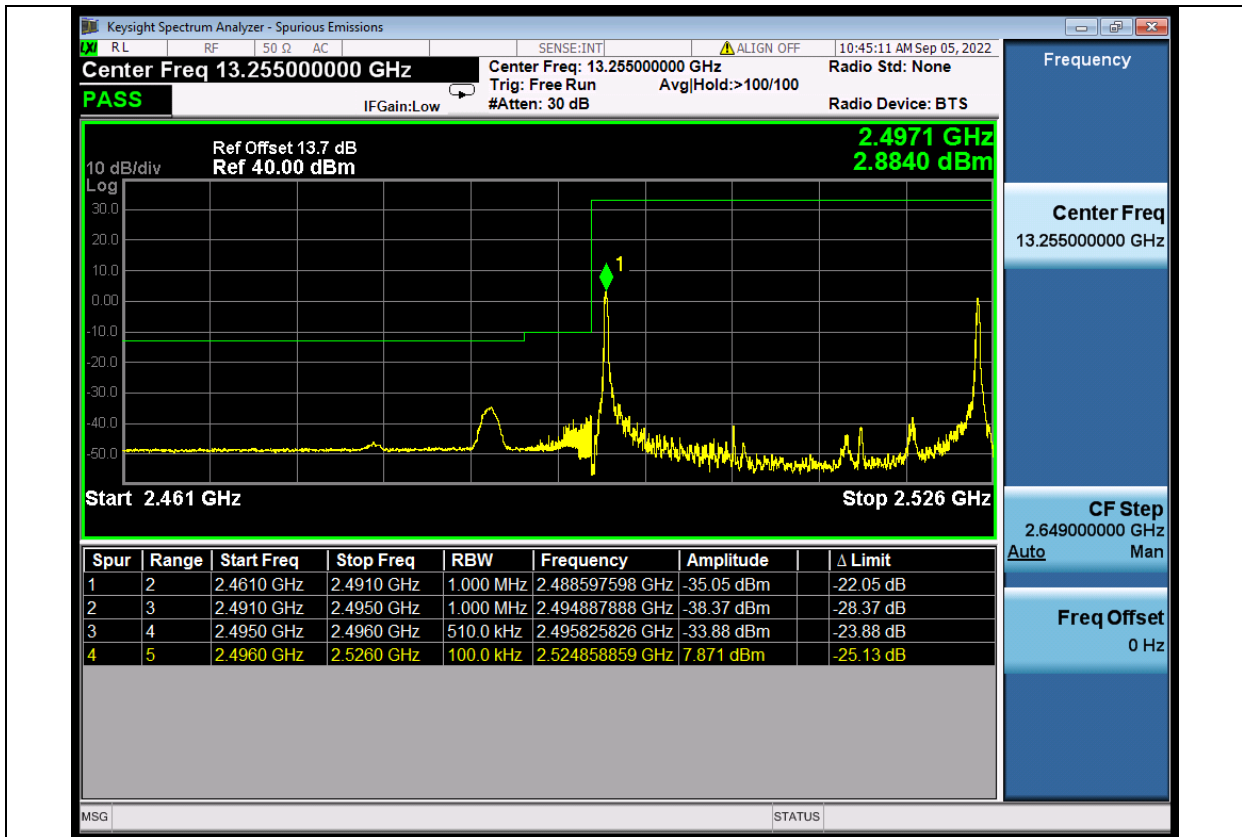 Keysight Spectrum Analyzer - Spurious Emissions
LXI RL RF 50 Ω AC SENSE:INT ALIGN OFF 10:45:11 AM Sep 05, 2022
Center Freq 13.255000000 GHz
Center Freq: 13.255000000 GHz
Radio Std: None
Trig: Free Run Avg|Hold:>100/100
PASS
IFGain:Low
#Atten: 30 dB
Radio Device: BTS
Frequency
2.4971 GHz
2.8840 dBm
Ref Offset 13.7 dB
10 dB/div Ref 40.00 dBm
Log
30.0
20.0
10.0
0.00
-10.0
-20.0
-30.0
-40.0
-50.0
1
Start 2.461 GHz
Stop 2.526 GHz
Center Freq
13.255000000 GHz
CF Step
2.649000000 GHz
Auto Man
Freq Offset
0 Hz
Spur Range Start Freq Stop Freq RBW Frequency Amplitude Δ Limit
1 2 2.4610 GHz 2.4910 GHz 1.000 MHz 2.488597598 GHz -35.05 dBm -22.05 dB
2 3 2.4910 GHz 2.4950 GHz 1.000 MHz 2.494887888 GHz -38.37 dBm -28.37 dB
3 4 2.4950 GHz 2.4960 GHz 510.0 kHz 2.495825826 GHz -33.88 dBm -23.88 dB
4 5 2.4960 GHz 2.5260 GHz 100.0 kHz 2.524858859 GHz 7.871 dBm -25.13 dB
MSG STATUS